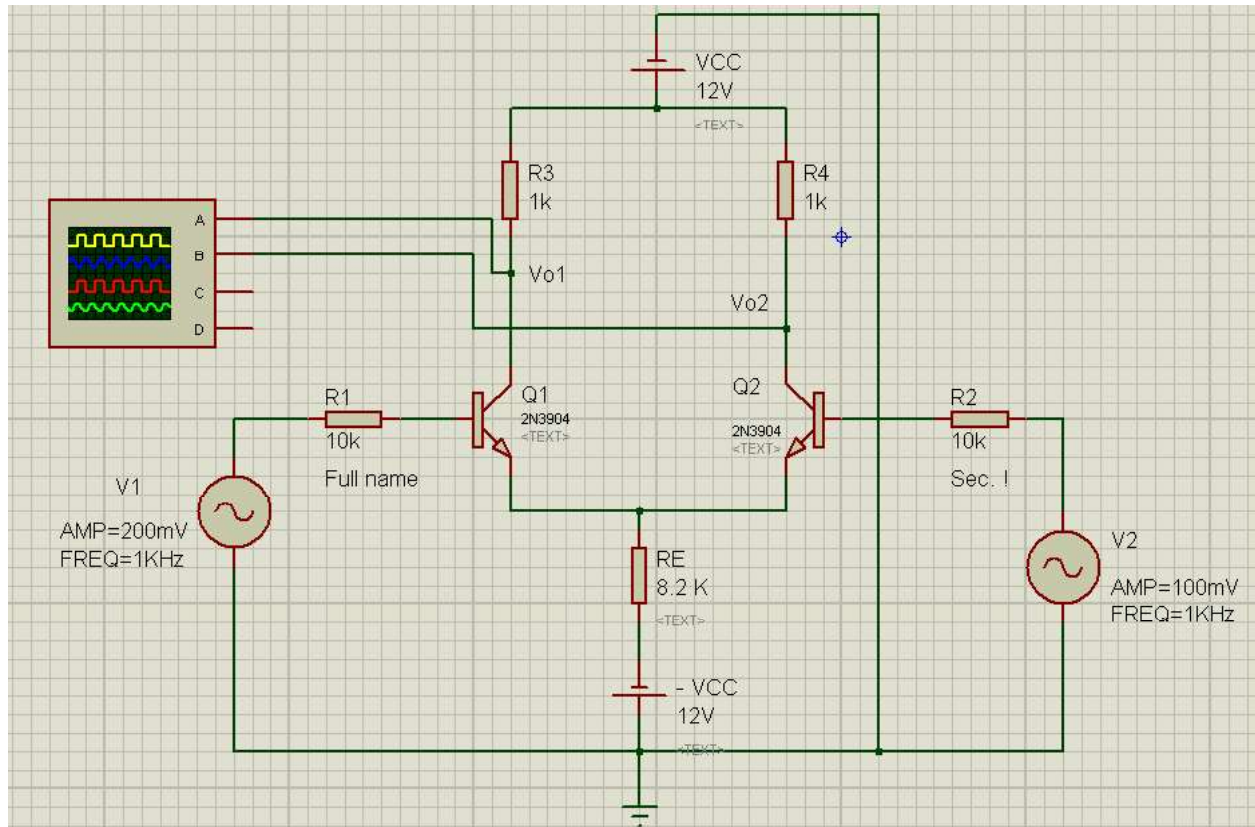 VCC
12V
<TEXT>
R3
1k
R4
1k
A
B
C
D
Vo1
Vo2
Q1
2N3904
<TEXT>
Q2
2N3904
<TEXT>
R1
10k
Full name
R2
10k
Sec. !
V1
AMP=200mV
FREQ=1KHz
V2
AMP=100mV
FREQ=1KHz
RE
8.2 K
<TEXT>
- VCC
12V
<TEXT>